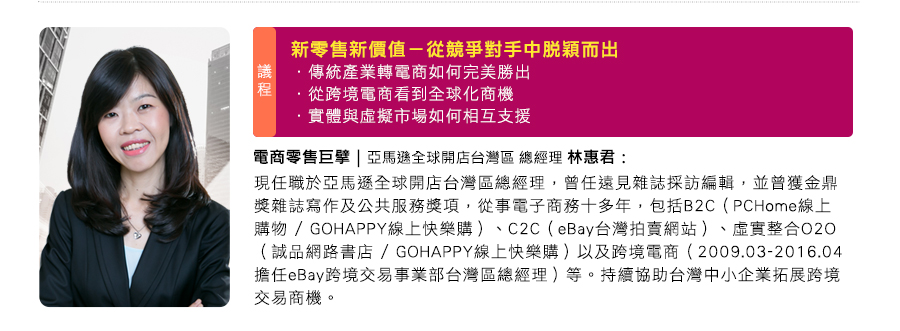 議程
新零售新價值－從競爭對手中脫穎而出
．傳統產業轉電商如何完美勝出
．從跨境電商看到全球化商機
．實體與虛擬市場如何相互支援
電商零售巨擘 | 亞馬遜全球開店台灣區 總經理 林惠君：
現任職於亞馬遜全球開店台灣區總經理，曾任遠見雜誌採訪編輯，並曾獲金鼎
獎雜誌寫作及公共服務獎項，從事電子商務十多年，包括B2C（PCHome線上
購物 / GOHAPPY線上快樂購）、C2C（eBay台灣拍賣網站）、虛實整合O2O
（誠品網路書店 / GOHAPPY線上快樂購）以及跨境電商（2009.03-2016.04
擔任eBay跨境交易事業部台灣區總經理）等。持續協助台灣中小企業拓展跨境
交易商機。